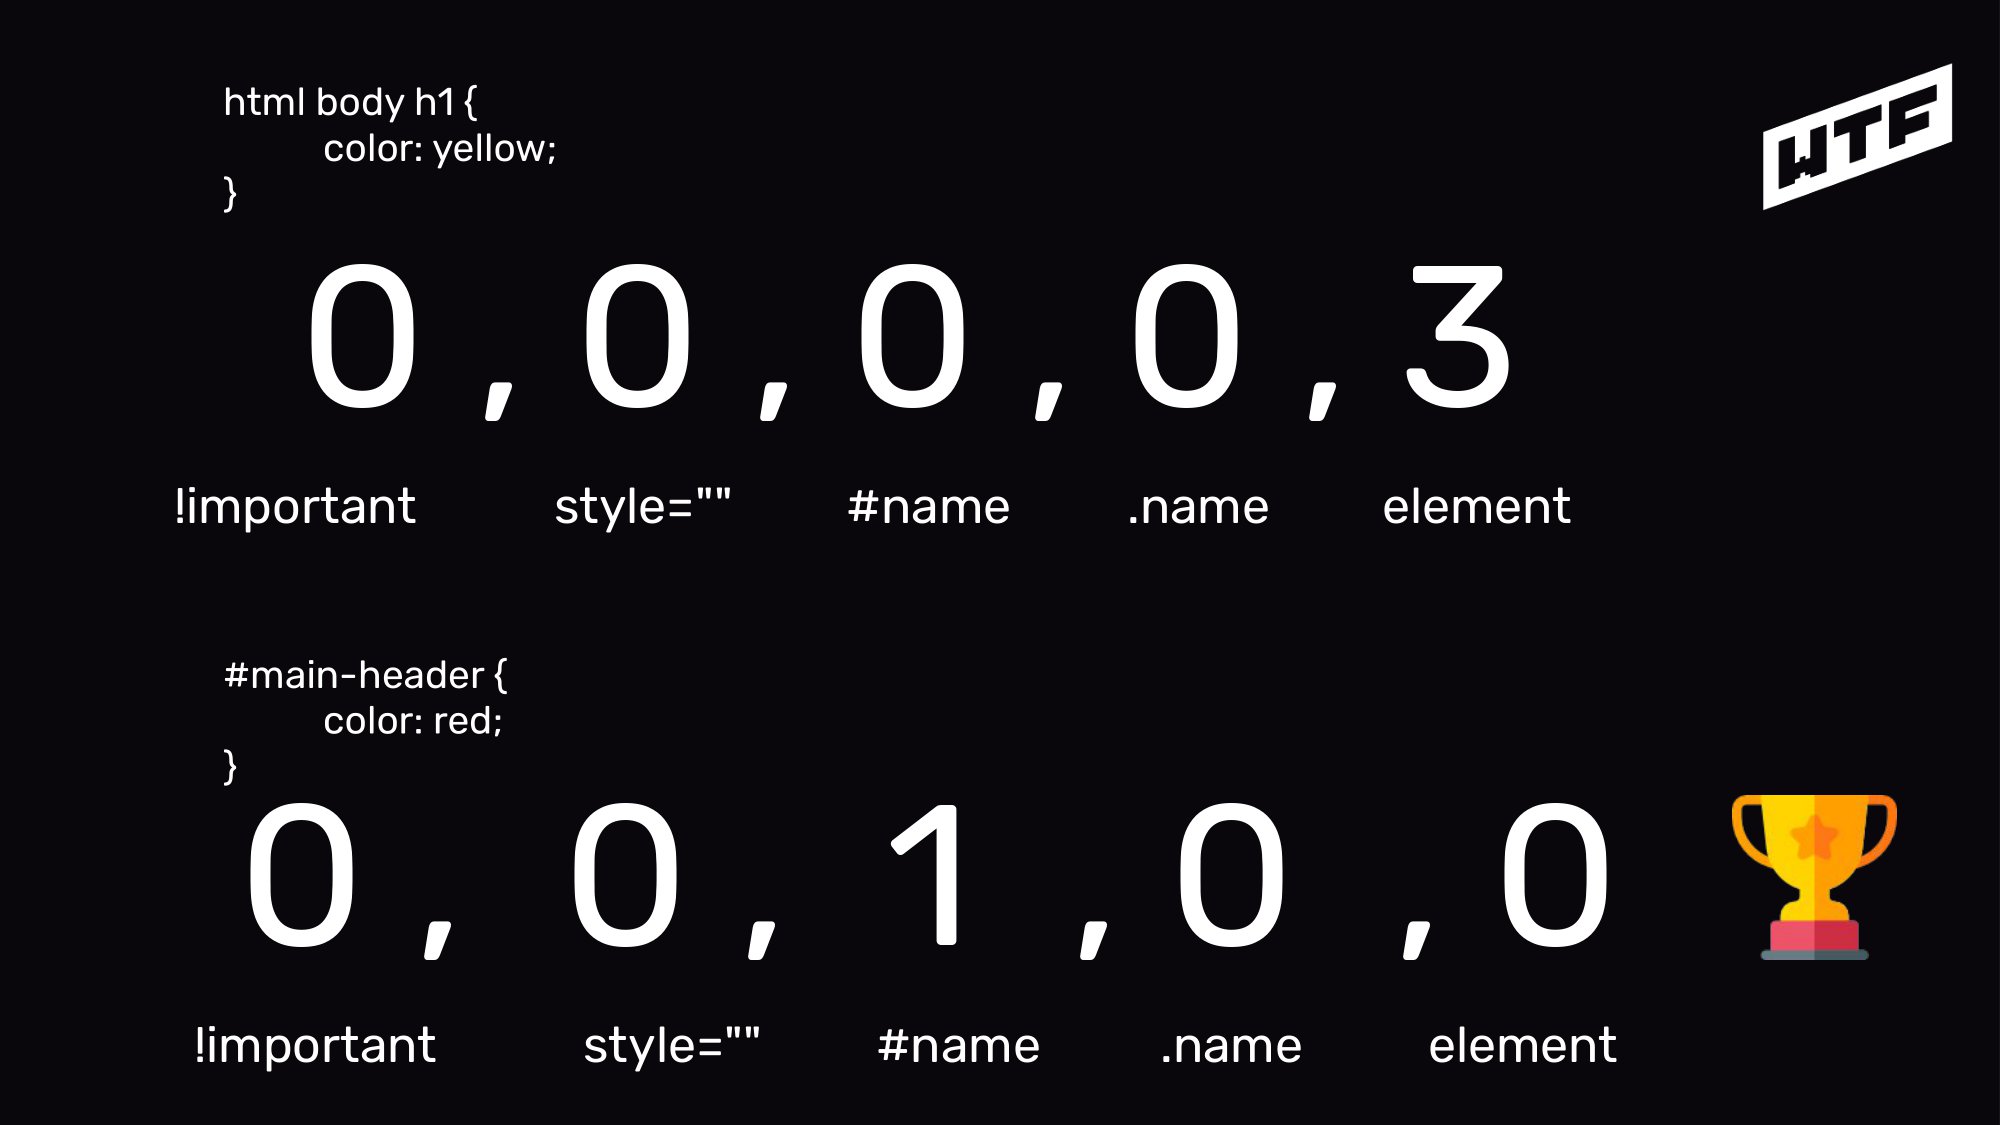 html body h1 {
color: yellow;
}
WTF
0 , 0 , 0 , 0 , 3
!important style="" #name .name element
#main-header {
color: red;
}
0 , 0 , 1 , 0 , 0
!important style="" #name .name element